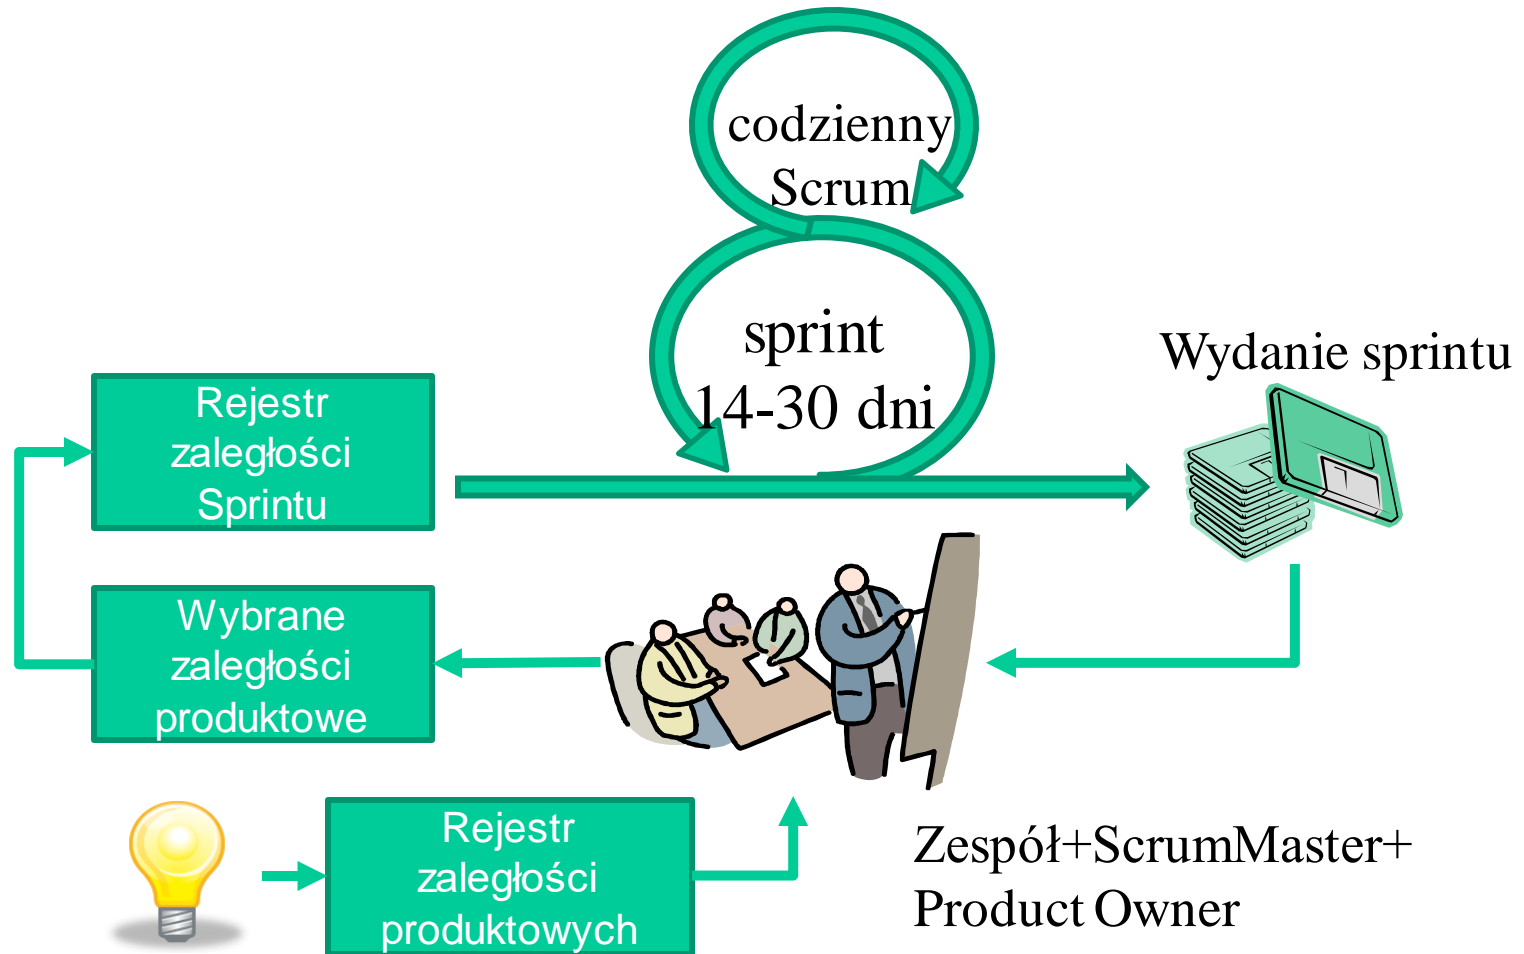 codzienny
Scrum
sprint
14-30 dni
Wydanie sprintu
Rejestr
zaległości
Sprintu
Wybrane
zaległości
produktowe
Rejestr
zaległości
produktowych
Zespół+ScrumMaster+
Product Owner